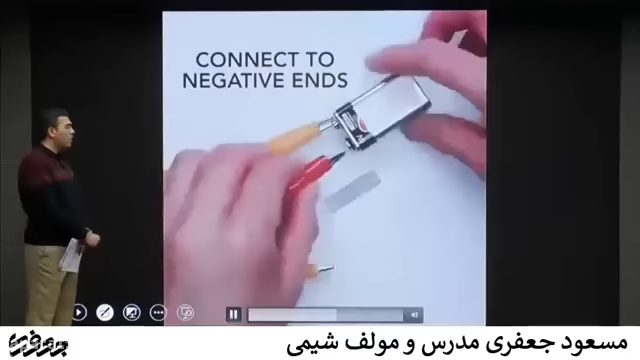 CONNECT TO
NEGATIVE ENDS
مسعود جعفری مدرس و مولف شیمی